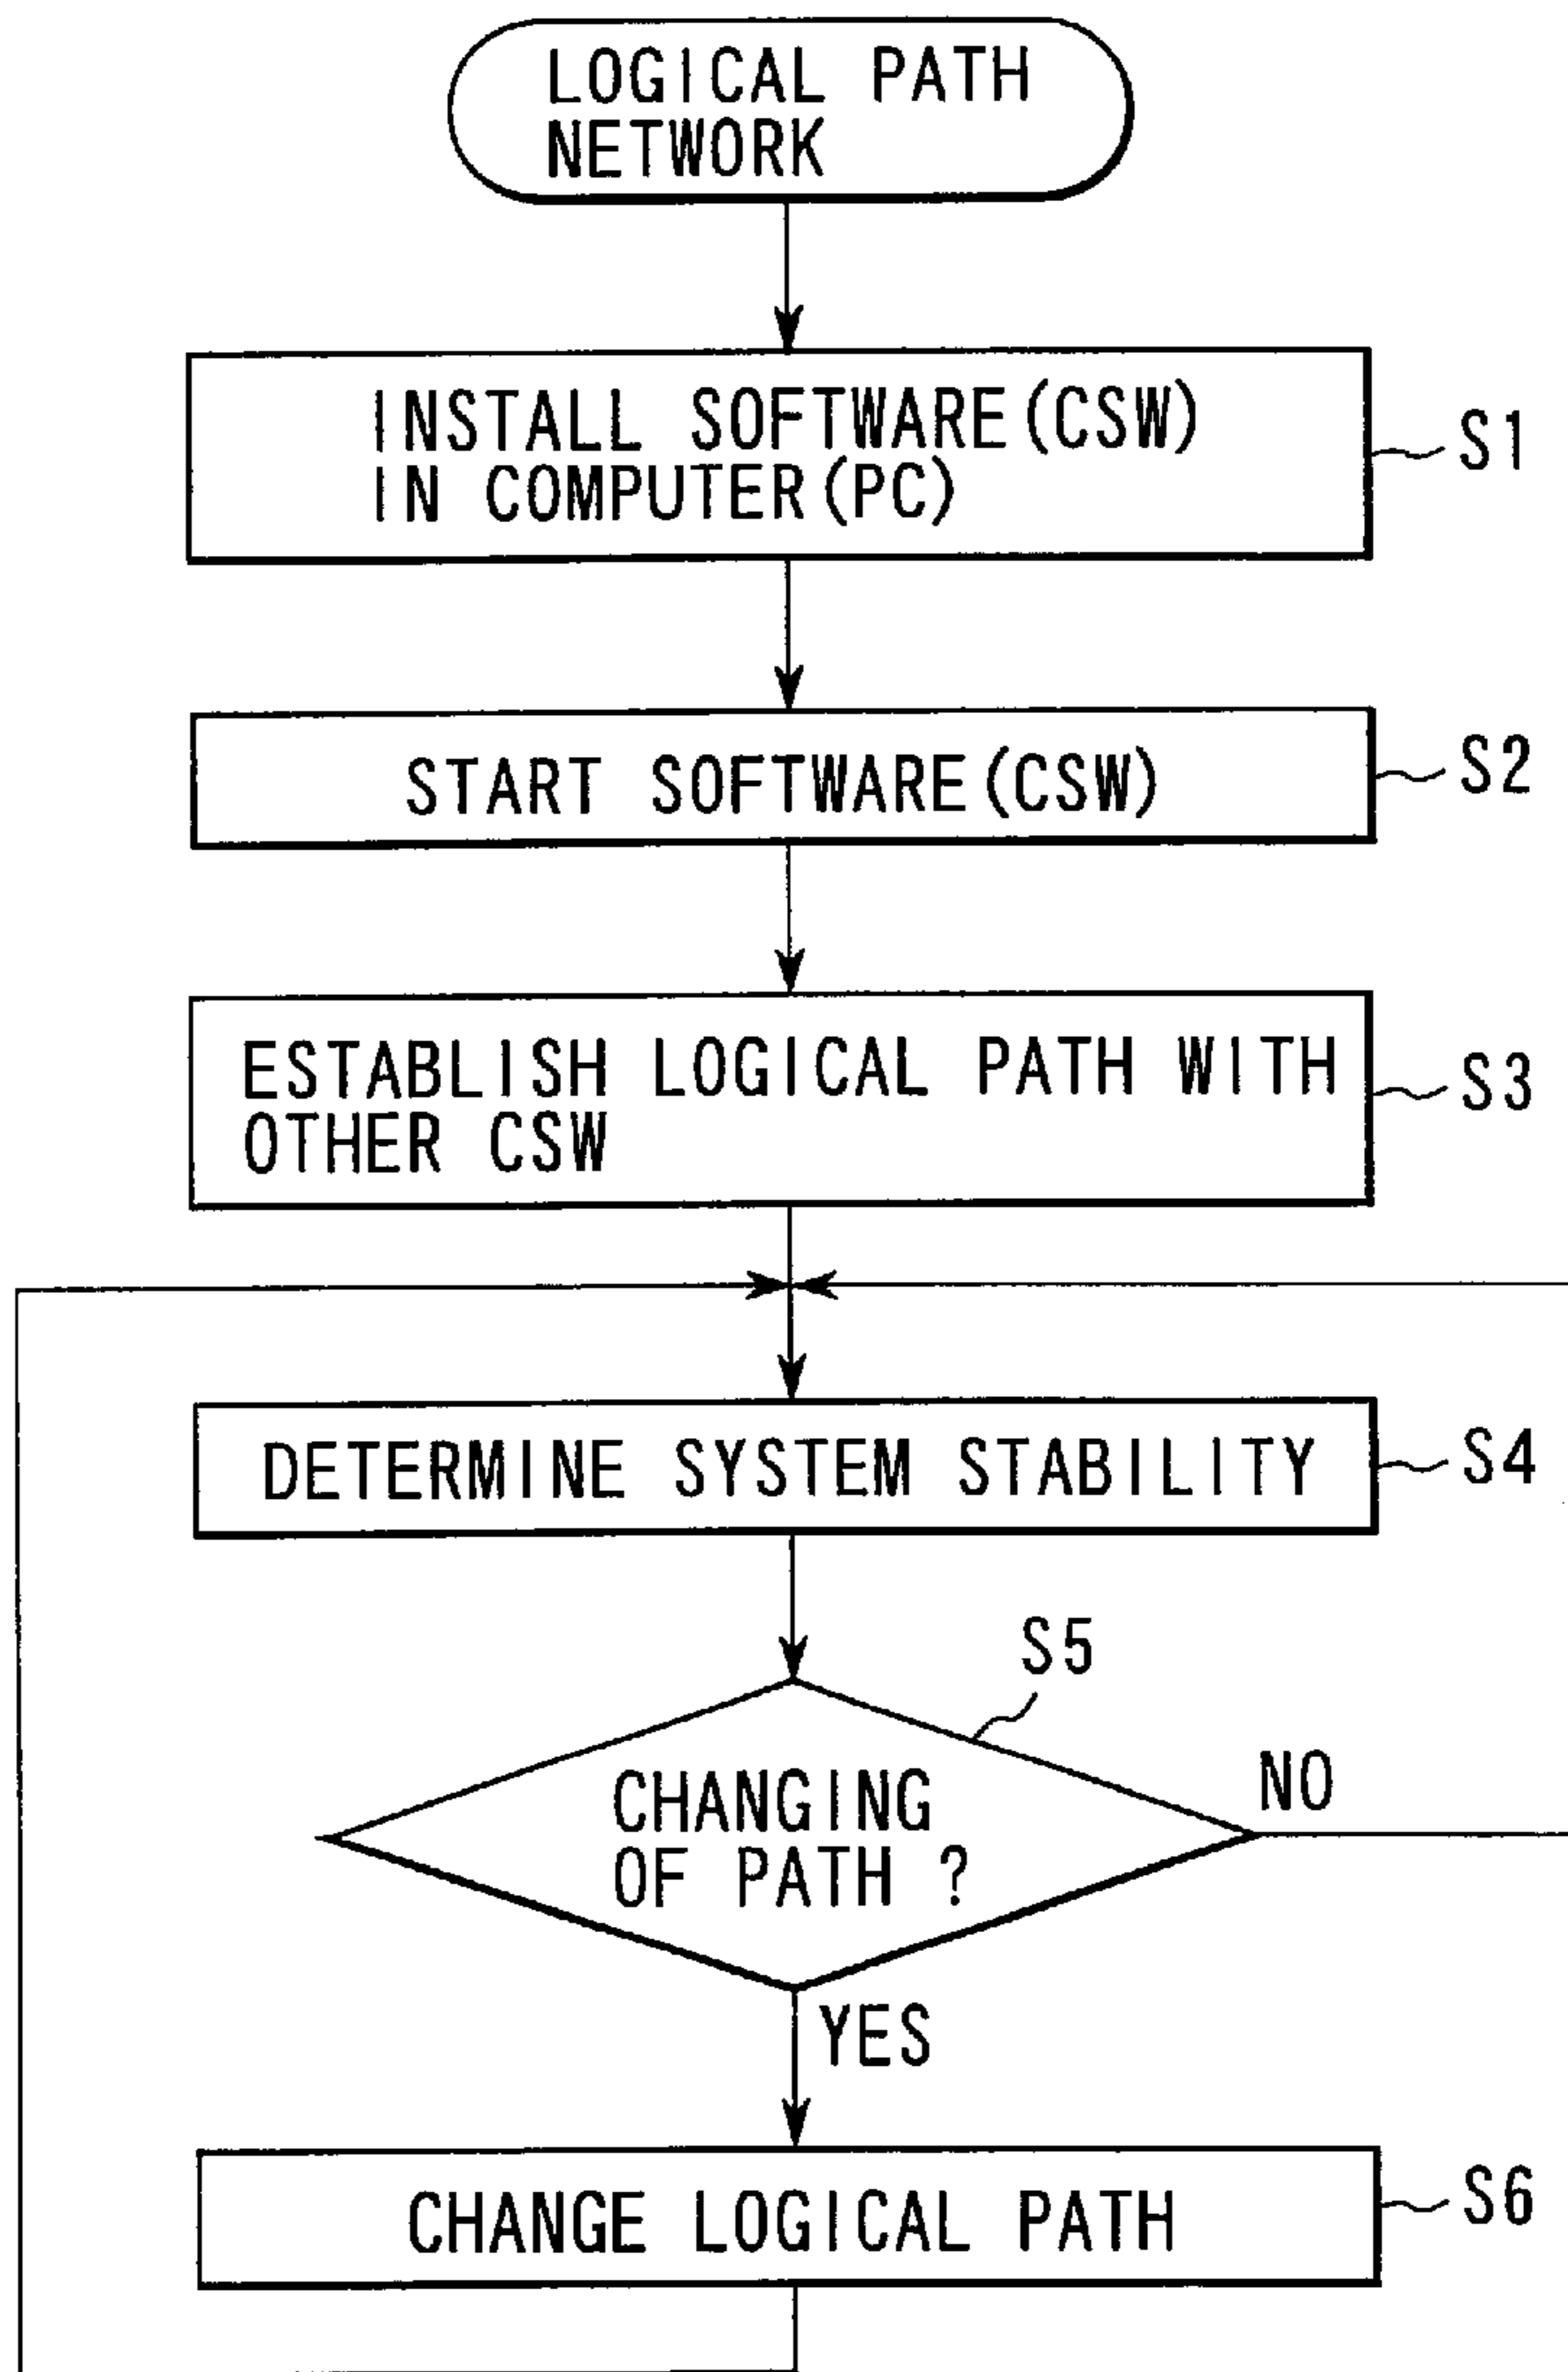 LOGICAL PATH
NETWORK
INSTALL SOFTWARE(CSW)
IN COMPUTER(PC)
S1
START SOFTWARE(CSW)
S2
ESTABLISH LOGICAL PATH WITH
OTHER CSW
S3
DETERMINE SYSTEM STABILITY
S4
S5
CHANGING
OF PATH ?
NO
YES
CHANGE LOGICAL PATH
S6